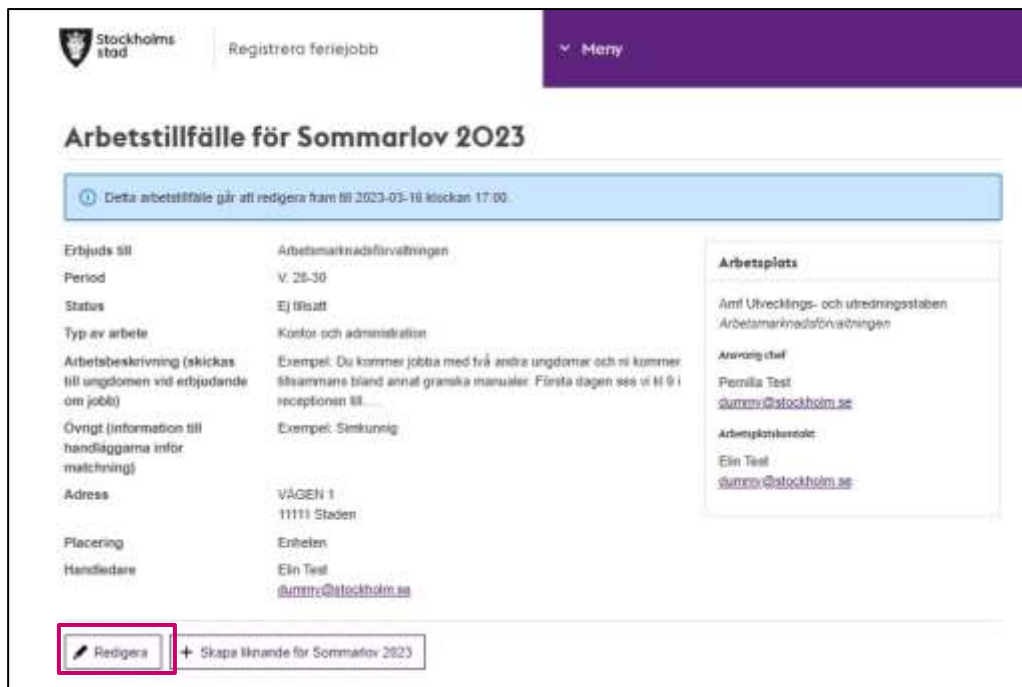 Stockholms
stad
Registrera feriejobb
Meny
Arbetstillfälle för Sommarlov 2023
Detta arbetstillfälle går att redigera fram till 2023-03-16 klockan 17:00.
Erbjuds till
Arbetsmarknadsförvaltningen
Period
V. 28-30
Status
Ej tillsatt
Typ av arbete
Kontor och administration
Arbetsbeskrivning (skickas
till ungdomen vid erbjudande
om jobb)
Exempel: Du kommer jobba med två andra ungdomar och ni kommer
tillsammans bland annat granska manualer. Första dagen ses vi kl 9 i
receptionen till.....
Övrigt (information till
handläggarna inför
matchning)
Exempel: Simkunnig
Adress
VÄGEN 1
11111 Staden
Placering
Enheten
Handledare
Elin Test
dummy@stockholm.se
Arbetsplats
Amf Utvecklings- och utredningsstaben
Arbetsmarknadsförvaltningen
Ansvarig chef
Pernilla Test
dummy@stockholm.se
Arbetsplatskontakt
Elin Test
dummy@stockholm.se
Redigera
+ Skapa liknande för Sommarlov 2023